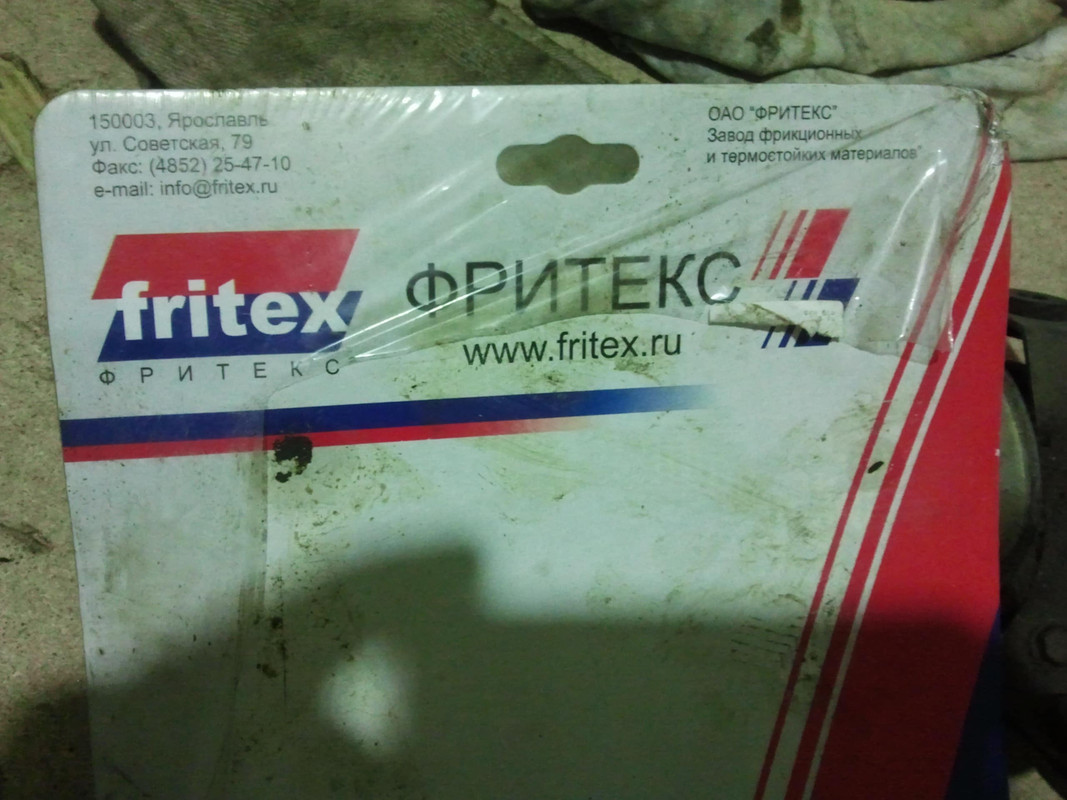 150003, Ярославль
ул. Советская, 79
Факс: (4852) 25-47-10
e-mail: info@fritex.ru
ОАО "ФРИТЕКС"
Завод фрикционных
и термостойких материалов"
fritex
ФРИТЕКС
ФРИТЕКС
www.fritex.ru